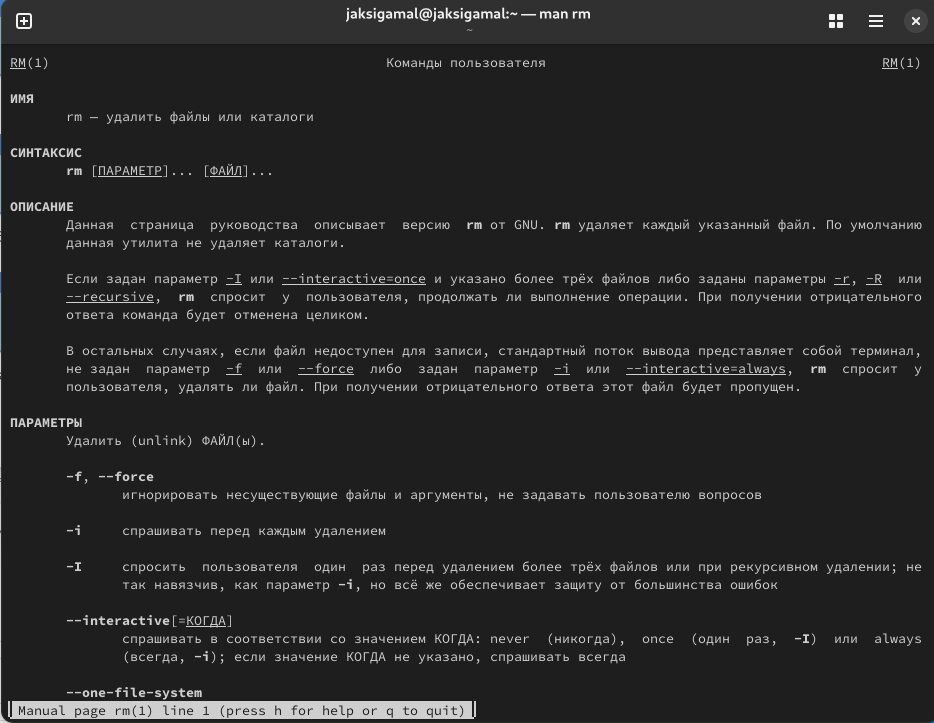 jaksigamal@jaksigamal:~ — man rm
~
RM(1) Команды пользователя RM(1)
ИМЯ
rm — удалить файлы или каталоги
СИНТАКСИС
rm [ПАРАМЕТР]... [ФАЙЛ]...
ОПИСАНИЕ
Данная страница руководства описывает версию rm от GNU. rm удаляет каждый указанный файл. По умолчанию
данная утилита не удаляет каталоги.
Если задан параметр -I или --interactive=once и указано более трёх файлов либо заданы параметры -r, -R или
--recursive, rm спросит у пользователя, продолжать ли выполнение операции. При получении отрицательного
ответа команда будет отменена целиком.
В остальных случаях, если файл недоступен для записи, стандартный поток вывода представляет собой терминал,
не задан параметр -f или --force либо задан параметр -i или --interactive=always, rm спросит у
пользователя, удалять ли файл. При получении отрицательного ответа этот файл будет пропущен.
ПАРАМЕТРЫ
Удалить (unlink) ФАЙЛ(ы).
-f, --force
игнорировать несуществующие файлы и аргументы, не задавать пользователю вопросов
-i спрашивать перед каждым удалением
-I спросить пользователя один раз перед удалением более трёх файлов или при рекурсивном удалении; не
так навязчив, как параметр -i, но всё же обеспечивает защиту от большинства ошибок
--interactive[=КОГДА]
спрашивать в соответствии со значением КОГДА: never (никогда), once (один раз, -I) или always
(всегда, -i); если значение КОГДА не указано, спрашивать всегда
--one-file-system
Manual page rm(1) line 1 (press h for help or q to quit)